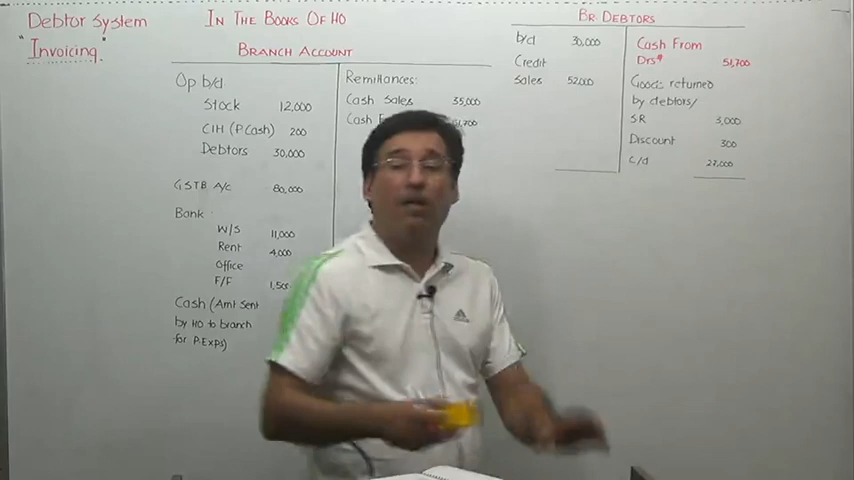 Debtor System
"Invoicing"
IN THE BOOKS OF HO
BRANCH ACCOUNT
Op b/d
Stock 12,000
CIH (P.Cash) 200
Debtors 30,000
GSTB A/c 80,000
Bank:
W/S 11,000
Rent 4,000
Office
F/F 1,500
Cash (Amt Sent
by HO to branch
for P.Exps)
Remittances:
Cash Sales 35,000
Cash
BR. DEBTORS
b/d 30,000
Credit
Sales 52,000
Cash From
Drs* 51,700
Goods returned
by debtors/
SR 3,000
Discount 300
c/d 27,000